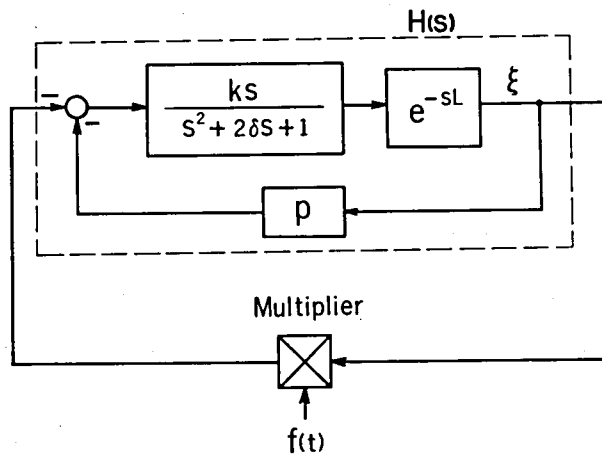 H(s)
ks
s² + 2δs + 1
e⁻ˢᴸ
ξ
−
−
p
Multiplier
f(t)